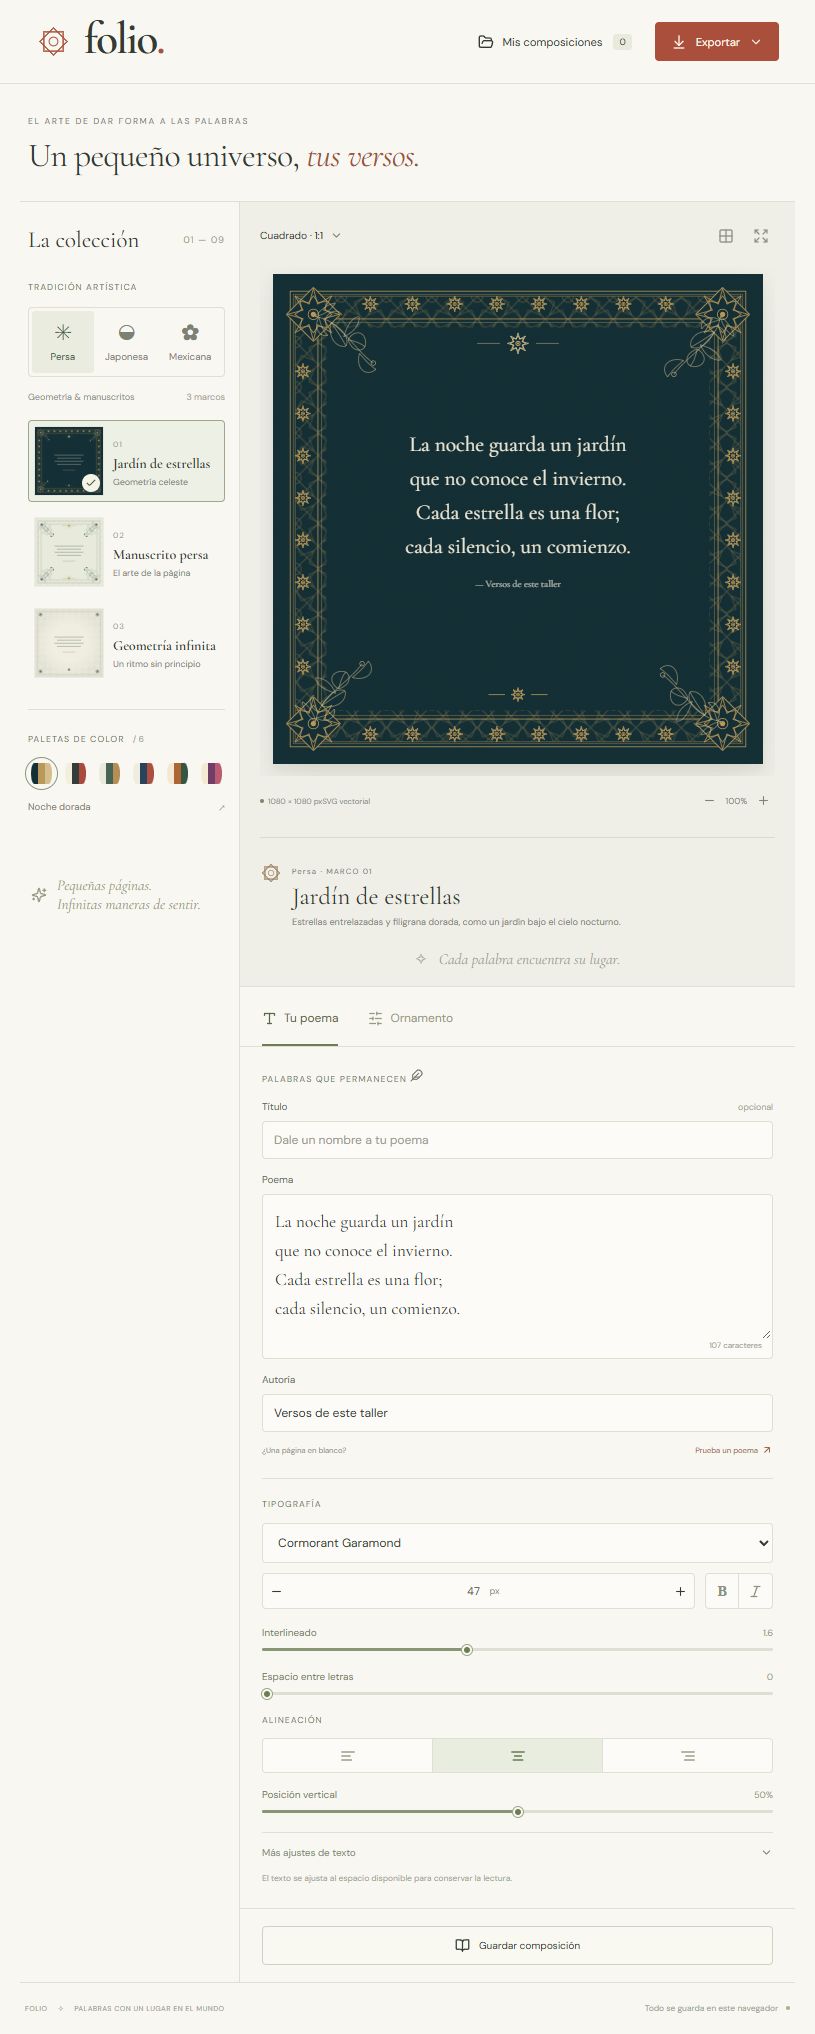 folio.
Mis composiciones 0
Exportar
EL ARTE DE DAR FORMA A LAS PALABRAS
Un pequeño universo, tus versos.
La colección 01 — 09
TRADICIÓN ARTÍSTICA
Persa Japonesa Mexicana
Geometría & manuscritos 3 marcos
01
Jardín de estrellas
Geometría celeste
02
Manuscrito persa
El arte de la página
03
Geometría infinita
Un ritmo sin principio
PALETAS DE COLOR / 6
Noche dorada
Pequeñas páginas.
Infinitas maneras de sentir.
Cuadrado · 1:1
La noche guarda un jardín
que no conoce el invierno.
Cada estrella es una flor;
cada silencio, un comienzo.
— Versos de este taller
1080 × 1080 pxSVG vectorial
100%
Persa · MARCO 01
Jardín de estrellas
Estrellas entrelazadas y filigrana dorada, como un jardín bajo el cielo nocturno.
Cada palabra encuentra su lugar.
Tu poema Ornamento
PALABRAS QUE PERMANECEN
Título opcional
Dale un nombre a tu poema
Poema
La noche guarda un jardín
que no conoce el invierno.
Cada estrella es una flor;
cada silencio, un comienzo.
107 caracteres
Autoría
Versos de este taller
¿Una página en blanco? Prueba un poema
TIPOGRAFÍA
Cormorant Garamond
47 px B I
Interlineado 1.6
Espacio entre letras 0
ALINEACIÓN
Posición vertical 50%
Más ajustes de texto
El texto se ajusta al espacio disponible para conservar la lectura.
Guardar composición
FOLIO PALABRAS CON UN LUGAR EN EL MUNDO
Todo se guarda en este navegador